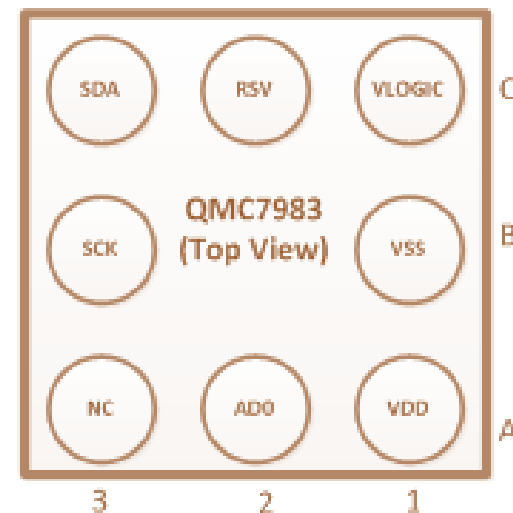 SDA RSV VLOGIC C
QMC7983
(Top View)
SCK VSS B
NC AD0 VDD A
3 2 1